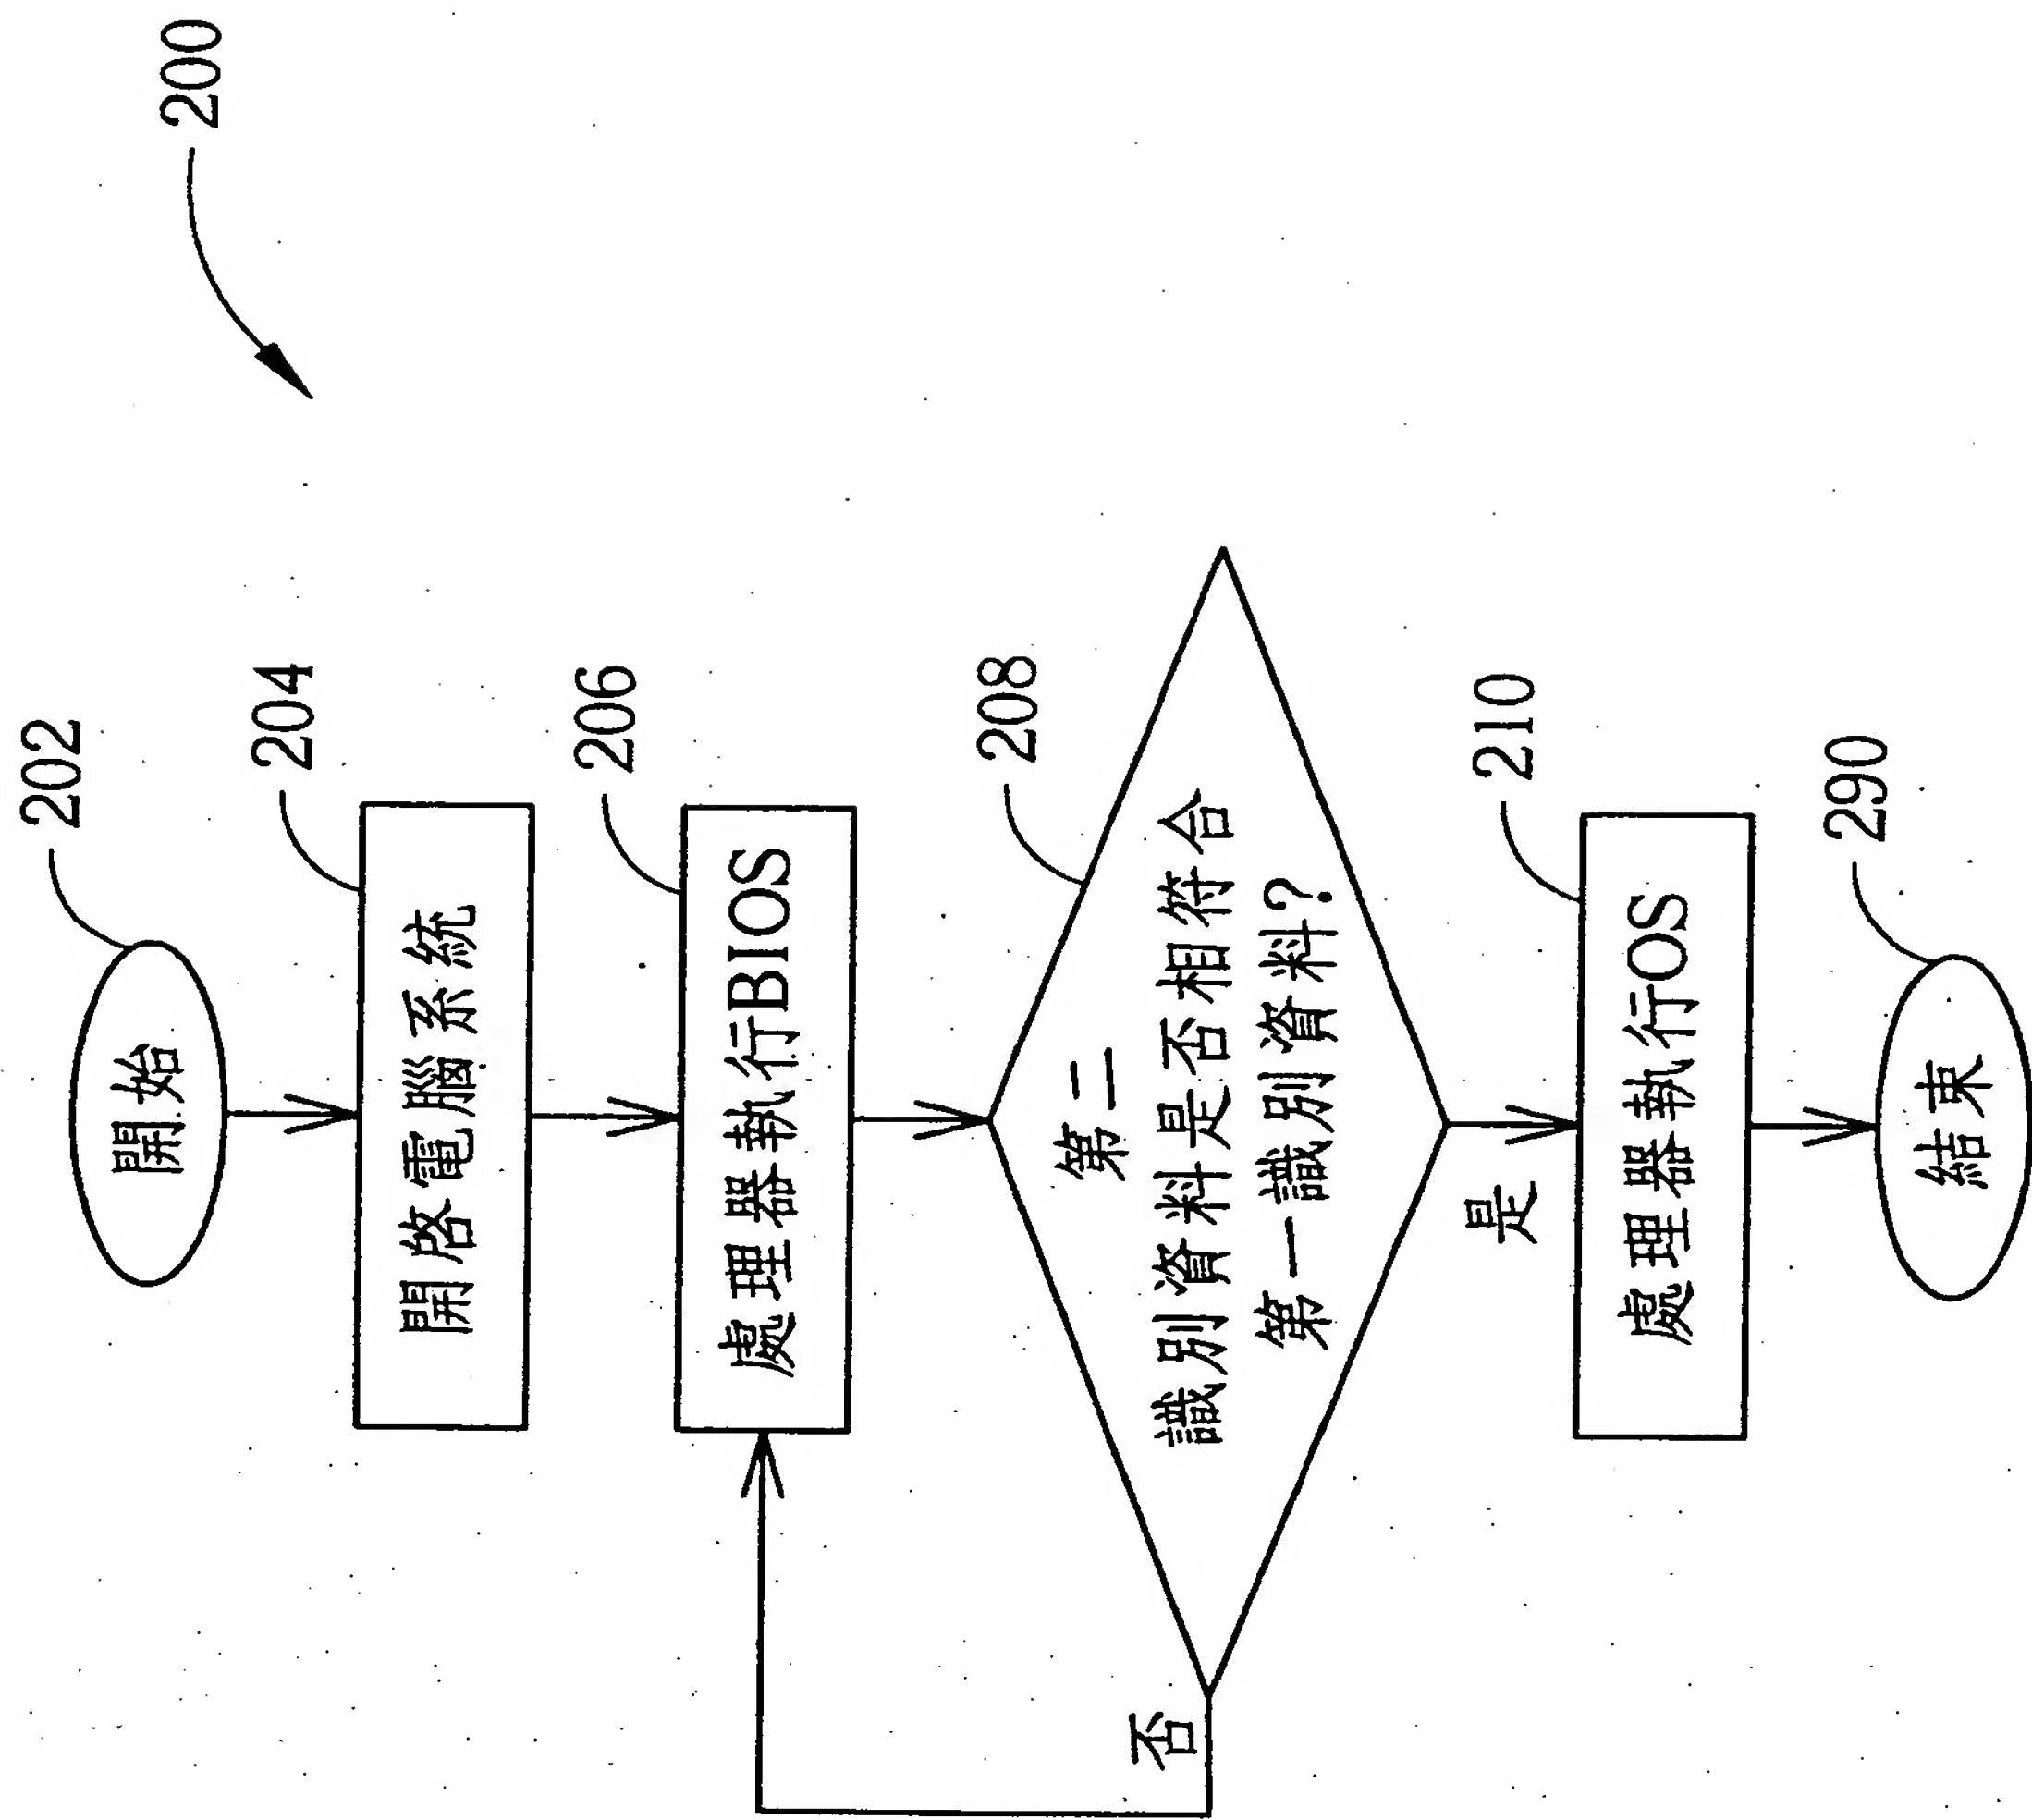 200
202
開始
204
開啓電腦系統
206
處理器執行BIOS
208
第二
識別資料是否相符合
第一識別資料?
否
是
210
處理器執行OS
290
結束